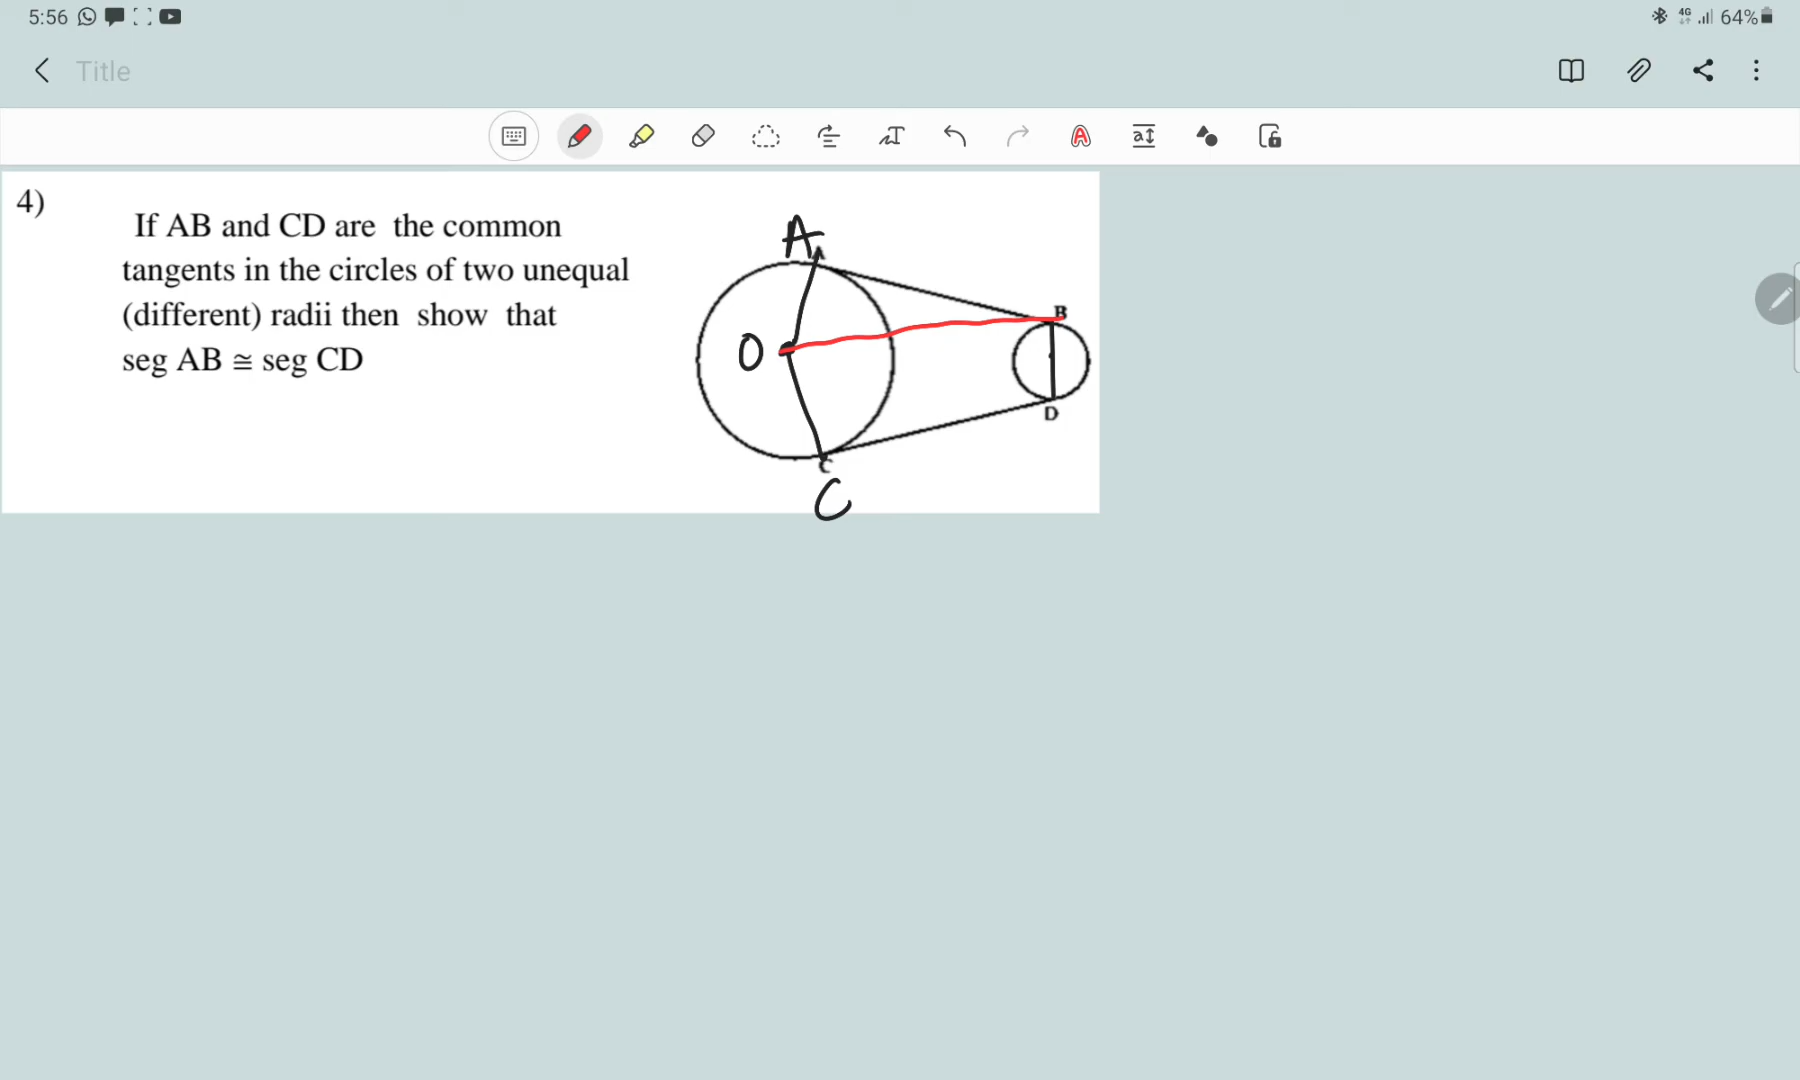 5:56
4G 64%
Title
4)
If AB and CD are the common
tangents in the circles of two unequal
(different) radii then show that
seg AB ≅ seg CD
A
A
B
O
D
C
C